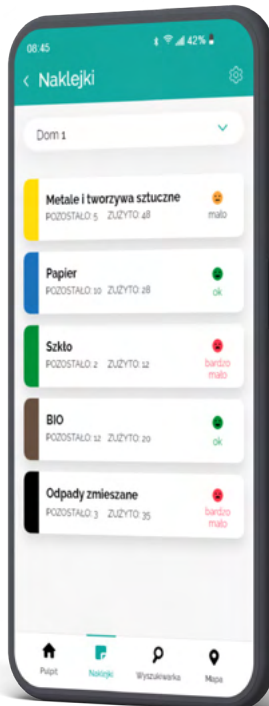 08:45 42%
Naklejki
Dom 1
Metale i tworzywa sztuczne
POZOSTAŁO: 5 ZUŻYTO: 48
mało
Papier
POZOSTAŁO: 10 ZUŻYTO: 28
ok
Szkło
POZOSTAŁO: 2 ZUŻYTO: 12
bardzo
mało
BIO
POZOSTAŁO: 12 ZUŻYTO: 20
ok
Odpady zmieszane
POZOSTAŁO: 3 ZUŻYTO: 35
bardzo
mało
Pulpit Naklejki Wyszukiwarka Mapa